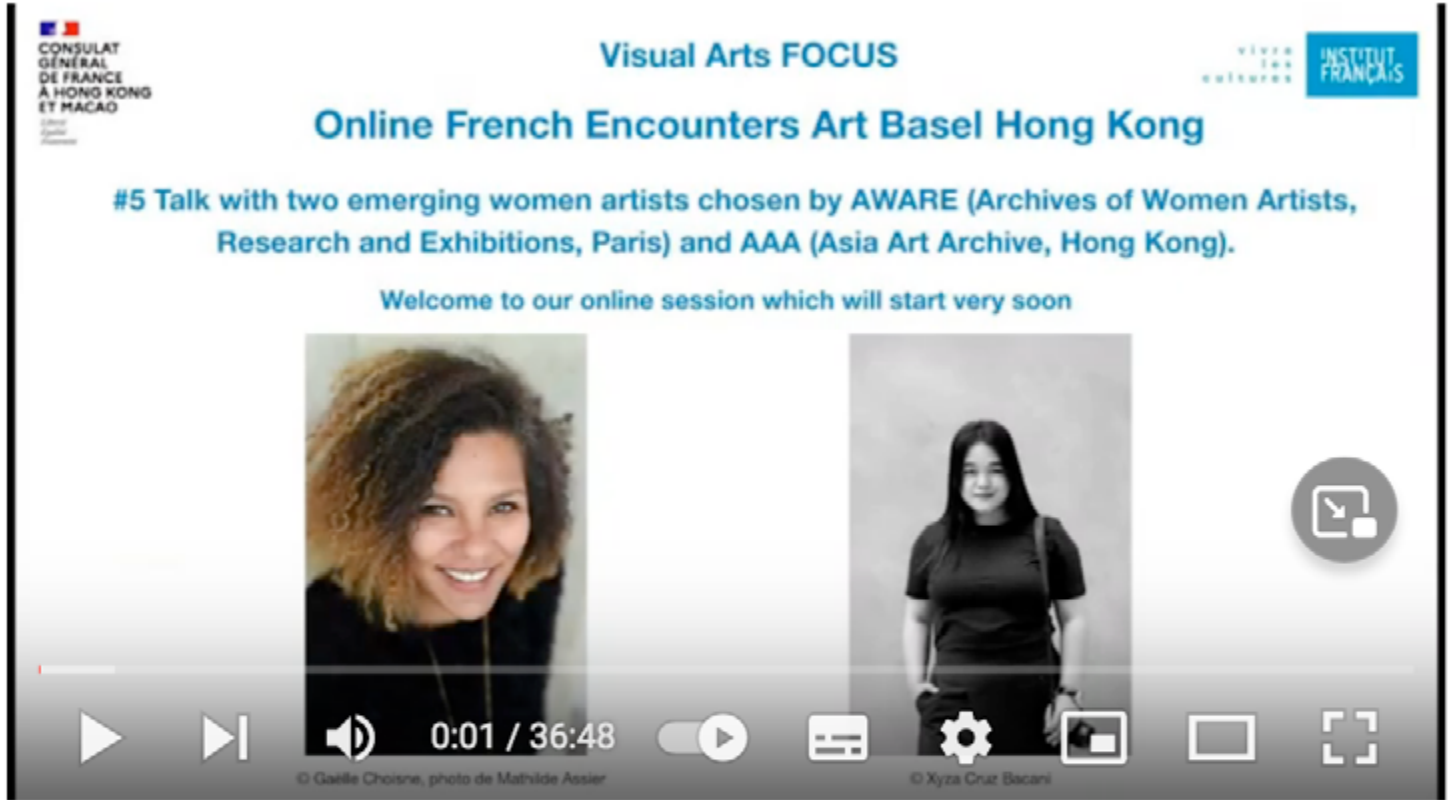 CONSULAT
GÉNÉRAL
DE FRANCE
À HONG KONG
ET MACAO
Liberté
Égalité
Fraternité
Visual Arts FOCUS
vivre
les
cultures
INSTITUT
FRANÇAIS
Online French Encounters Art Basel Hong Kong
#5 Talk with two emerging women artists chosen by AWARE (Archives of Women Artists,
Research and Exhibitions, Paris) and AAA (Asia Art Archive, Hong Kong).
Welcome to our online session which will start very soon
0:01 / 36:48
© Gaëlle Choisne, photo de Mathilde Assier
© Xyza Cruz Bacani